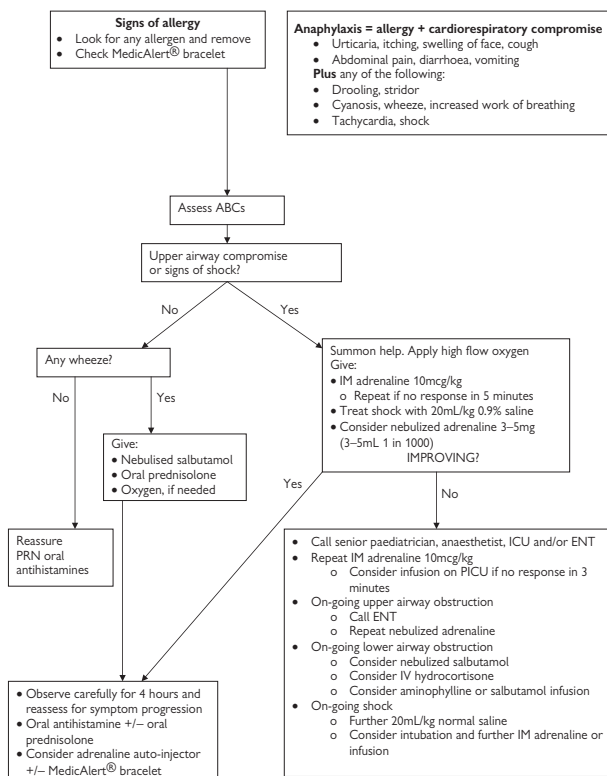 Signs of allergy
• Look for any allergen and remove
• Check MedicAlert® bracelet
Anaphylaxis = allergy + cardiorespiratory compromise
• Urticaria, itching, swelling of face, cough
• Abdominal pain, diarrhoea, vomiting
Plus any of the following:
• Drooling, stridor
• Cyanosis, wheeze, increased work of breathing
• Tachycardia, shock
Assess ABCs
Upper airway compromise
or signs of shock?
No
Yes
Any wheeze?
No
Yes
Summon help. Apply high flow oxygen
Give:
• IM adrenaline 10mcg/kg
o Repeat if no response in 5 minutes
• Treat shock with 20mL/kg 0.9% saline
• Consider nebulized adrenaline 3–5mg
(3–5mL 1 in 1000)
IMPROVING?
Give:
• Nebulised salbutamol
• Oral prednisolone
• Oxygen, if needed
Yes
No
Reassure
PRN oral
antihistamines
• Call senior paediatrician, anaesthetist, ICU and/or ENT
• Repeat IM adrenaline 10mcg/kg
o Consider infusion on PICU if no response in 3
minutes
• On-going upper airway obstruction
o Call ENT
o Repeat nebulized adrenaline
• On-going lower airway obstruction
o Consider nebulized salbutamol
o Consider IV hydrocortisone
o Consider aminophylline or salbutamol infusion
• On-going shock
o Further 20mL/kg normal saline
o Consider intubation and further IM adrenaline or
infusion
• Observe carefully for 4 hours and
reassess for symptom progression
• Oral antihistamine +/– oral
prednisolone
• Consider adrenaline auto-injector
+/– MedicAlert® bracelet